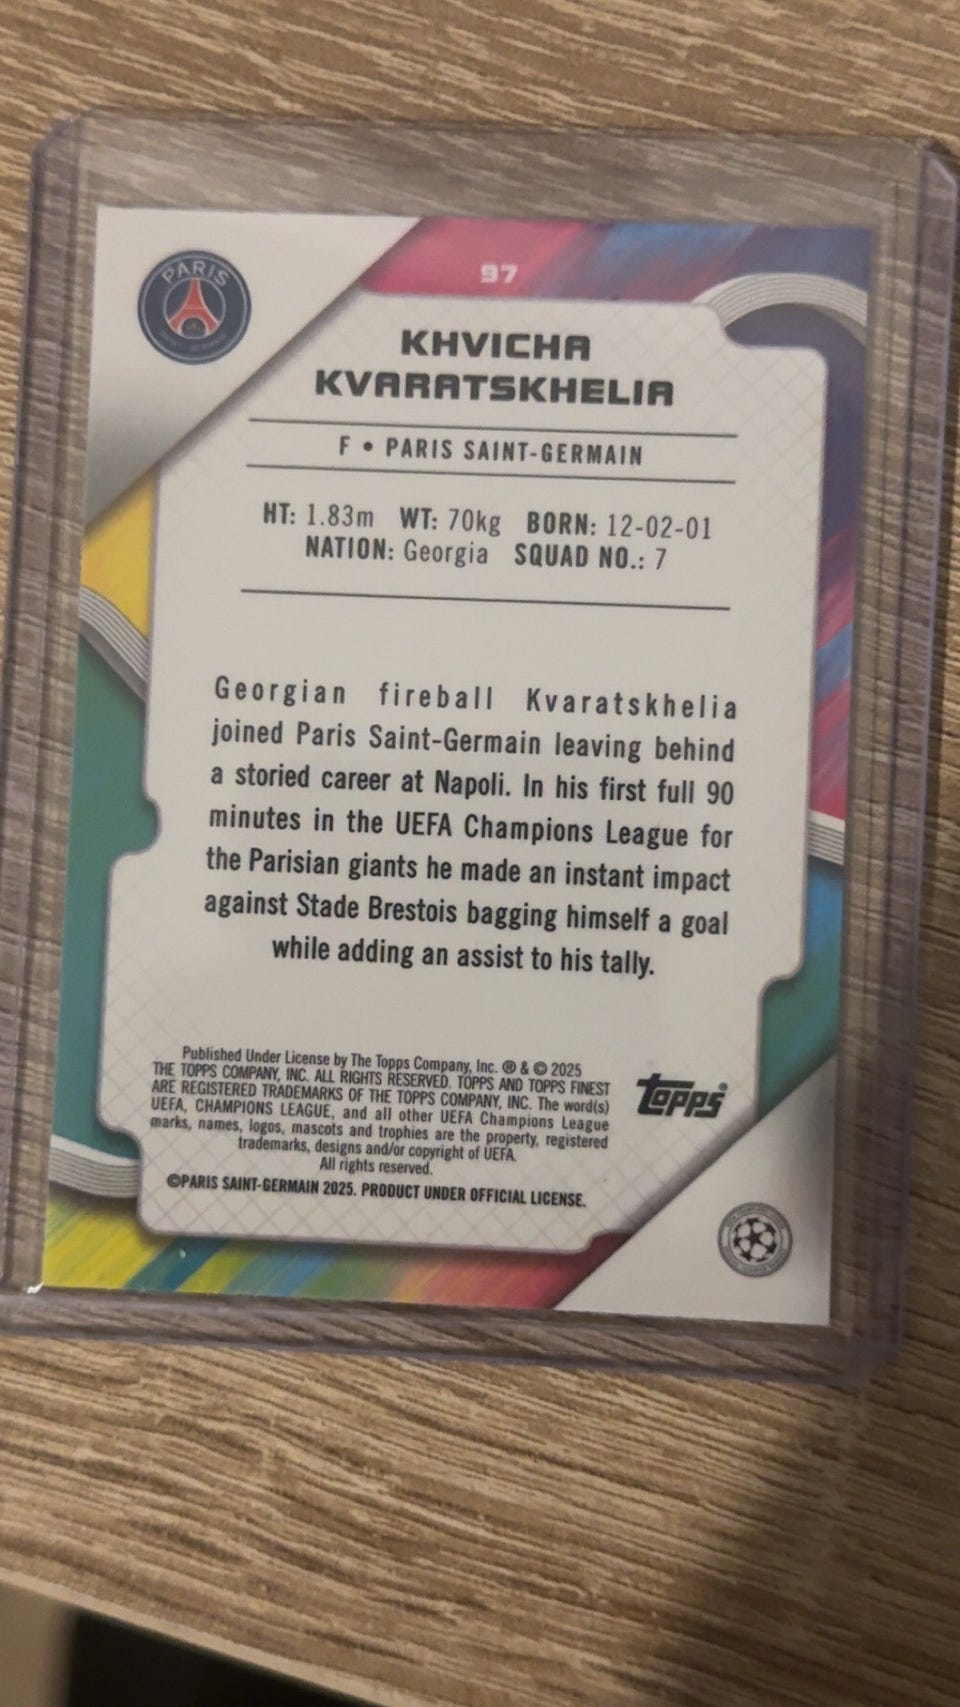 97
PARIS
KHVICHA
KVARATSKHELIA
F • PARIS SAINT-GERMAIN
HT: 1.83m WT: 70kg BORN: 12-02-01
NATION: Georgia SQUAD NO.: 7
Georgian fireball Kvaratskhelia
joined Paris Saint-Germain leaving behind
a storied career at Napoli. In his first full 90
minutes in the UEFA Champions League for
the Parisian giants he made an instant impact
against Stade Brestois bagging himself a goal
while adding an assist to his tally.
Published Under License by The Topps Company, Inc. ® & © 2025
THE TOPPS COMPANY, INC. ALL RIGHTS RESERVED. TOPPS AND TOPPS FINEST
ARE REGISTERED TRADEMARKS OF THE TOPPS COMPANY, INC. The word(s)
UEFA, CHAMPIONS LEAGUE, and all other UEFA Champions League
marks, names, logos, mascots and trophies are the property, registered
trademarks, designs and/or copyright of UEFA.
All rights reserved.
©PARIS SAINT-GERMAIN 2025. PRODUCT UNDER OFFICIAL LICENSE.
topps®